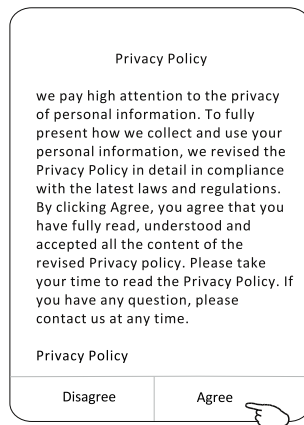 Privacy Policy
we pay high attention to the privacy
of personal information. To fully
present how we collect and use your
personal information, we revised the
Privacy Policy in detail in compliance
with the latest laws and regulations.
By clicking Agree, you agree that you
have fully read, understood and
accepted all the content of the
revised Privacy policy. Please take
your time to read the Privacy Policy. If
you have any question, please
contact us at any time.
Privacy Policy
Disagree
Agree